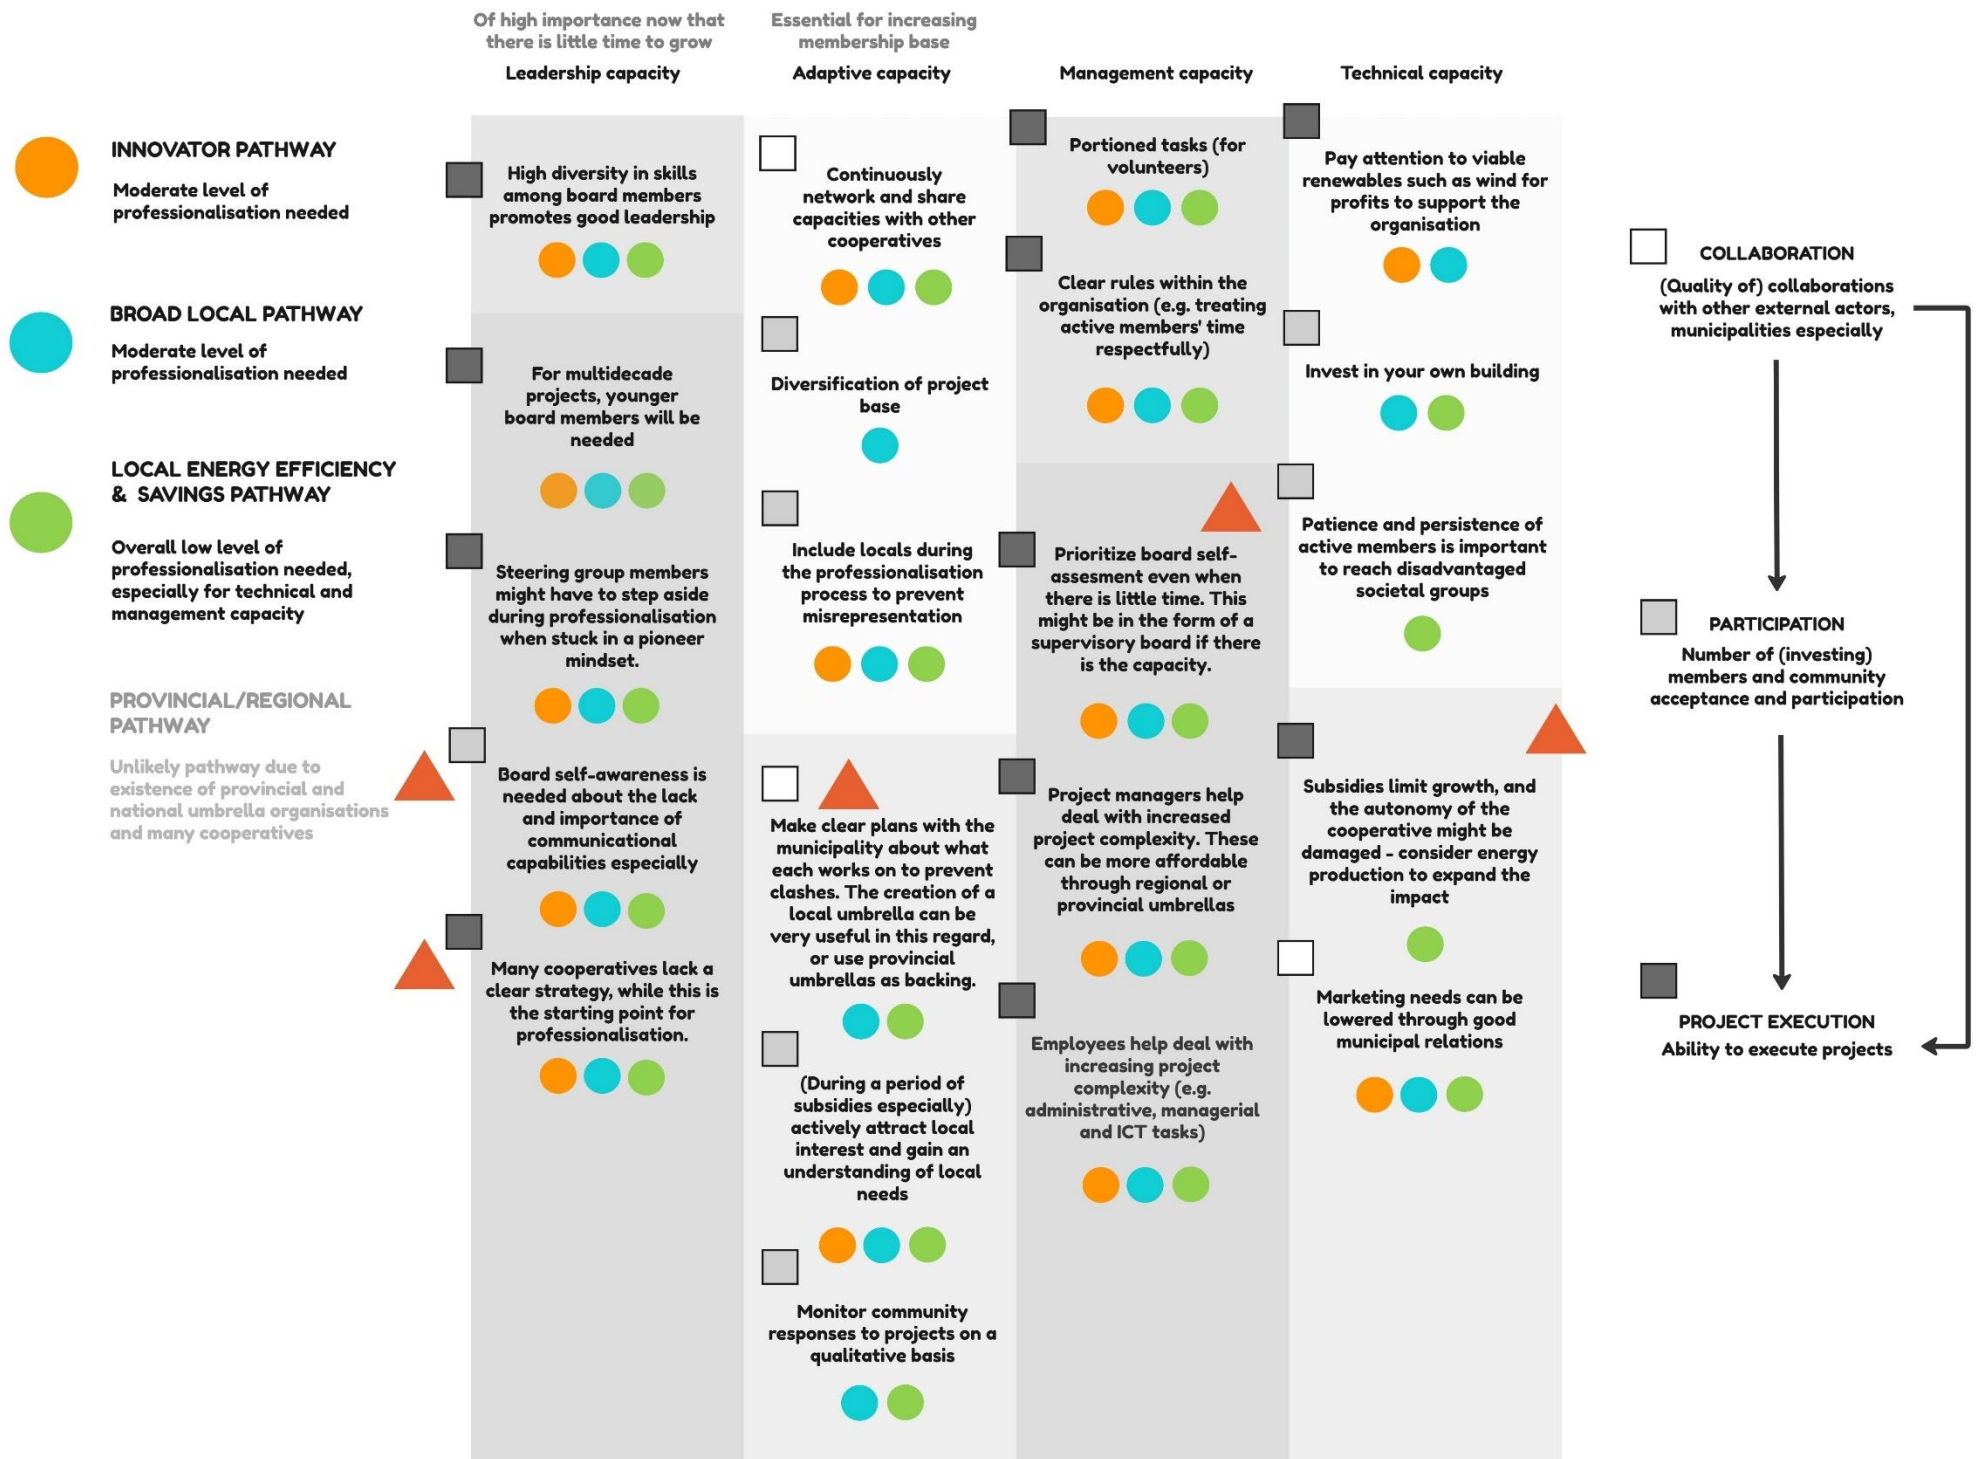 Of high importance now that
there is little time to grow
Leadership capacity
Essential for increasing
membership base
Adaptive capacity
Management capacity
Technical capacity
INNOVATOR PATHWAY
Moderate level of
professionalisation needed
BROAD LOCAL PATHWAY
Moderate level of
professionalisation needed
LOCAL ENERGY EFFICIENCY
& SAVINGS PATHWAY
Overall low level of
professionalisation needed,
especially for technical and
management capacity
PROVINCIAL/REGIONAL
PATHWAY
Unlikely pathway due to
existence of provincial and
national umbrella organisations
and many cooperatives
High diversity in skills
among board members
promotes good leadership
For multidecade
projects, younger
board members will be
needed
Steering group members
might have to step aside
during professionalisation
when stuck in a pioneer
mindset.
Board self-awareness is
needed about the lack
and importance of
communicational
capabilities especially
Many cooperatives lack a
clear strategy, while this is
the starting point for
professionalisation.
Continuously
network and share
capacities with other
cooperatives
Diversification of project
base
Include locals during
the professionalisation
process to prevent
misrepresentation
Make clear plans with the
municipality about what
each works on to prevent
clashes. The creation of a
local umbrella can be
very useful in this regard,
or use provincial
umbrellas as backing.
(During a period of
subsidies especially)
actively attract local
interest and gain an
understanding of local
needs
Monitor community
responses to projects on a
qualitative basis
Portioned tasks (for
volunteers)
Clear rules within the
organisation (e.g. treating
active members' time
respectfully)
Prioritize board self-
assesment even when
there is little time. This
might be in the form of a
supervisory board if there
is the capacity.
Project managers help
deal with increased
project complexity. These
can be more affordable
through regional or
provincial umbrellas
Employees help deal with
increasing project
complexity (e.g.
administrative, managerial
and ICT tasks)
Pay attention to viable
renewables such as wind for
profits to support the
organisation
Invest in your own building
Patience and persistence of
active members is important
to reach disadvantaged
societal groups
Subsidies limit growth, and
the autonomy of the
cooperative might be
damaged - consider energy
production to expand the
impact
Marketing needs can be
lowered through good
municipal relations
COLLABORATION
(Quality of) collaborations
with other external actors,
municipalities especially
PARTICIPATION
Number of (investing)
members and community
acceptance and participation
PROJECT EXECUTION
Ability to execute projects